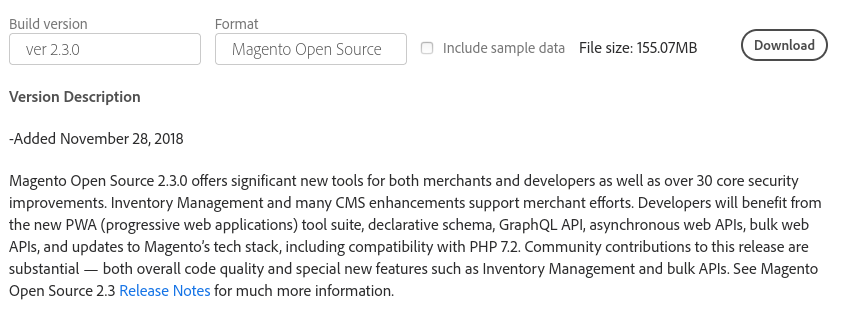 Build version
Format
ver 2.3.0
Magento Open Source
Include sample data
File size: 155.07MB
Download
Version Description
-Added November 28, 2018
Magento Open Source 2.3.0 offers significant new tools for both merchants and developers as well as over 30 core security
improvements. Inventory Management and many CMS enhancements support merchant efforts. Developers will benefit from
the new PWA (progressive web applications) tool suite, declarative schema, GraphQL API, asynchronous web APIs, bulk web
APIs, and updates to Magento's tech stack, including compatibility with PHP 7.2. Community contributions to this release are
substantial — both overall code quality and special new features such as Inventory Management and bulk APIs. See Magento
Open Source 2.3 Release Notes for much more information.